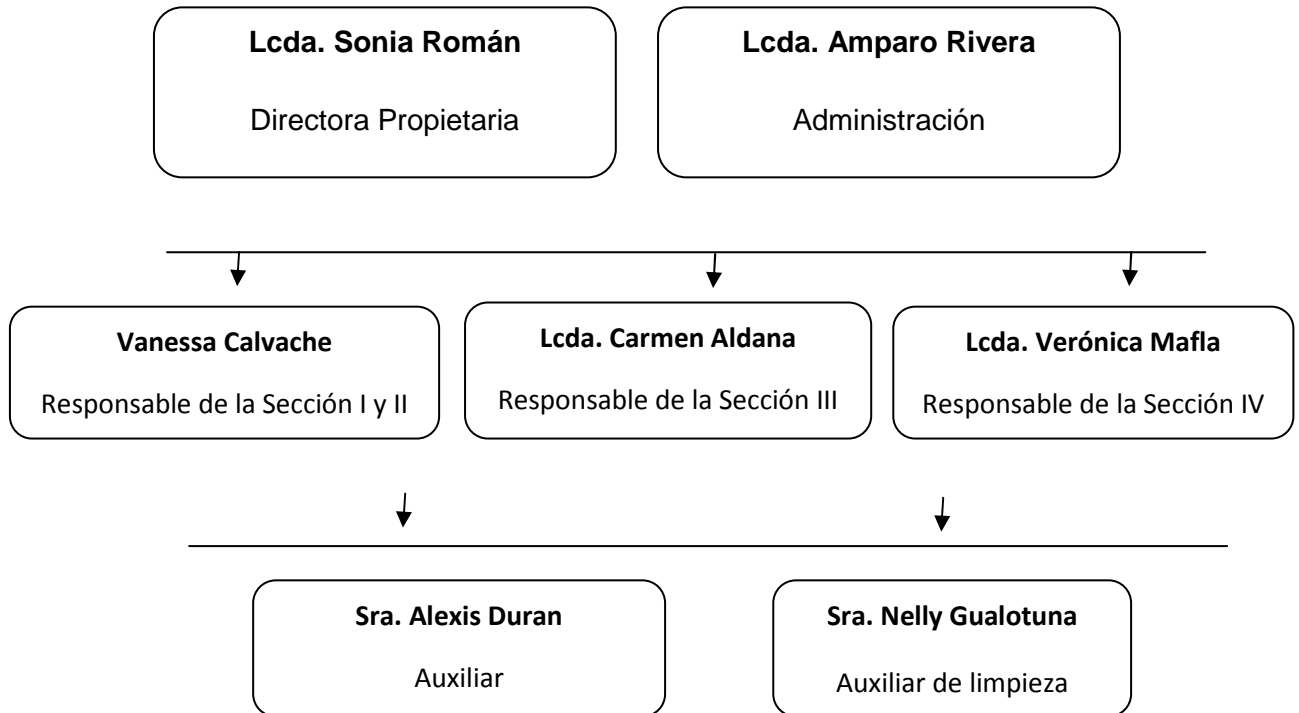 Lcda. Sonia Román
Directora Propietaria
Lcda. Amparo Rivera
Administración
Vanessa Calvache
Responsable de la Sección I y II
Lcda. Carmen Aldana
Responsable de la Sección III
Lcda. Verónica Mafla
Responsable de la Sección IV
Sra. Alexis Duran
Auxiliar
Sra. Nelly Gualotuna
Auxiliar de limpieza